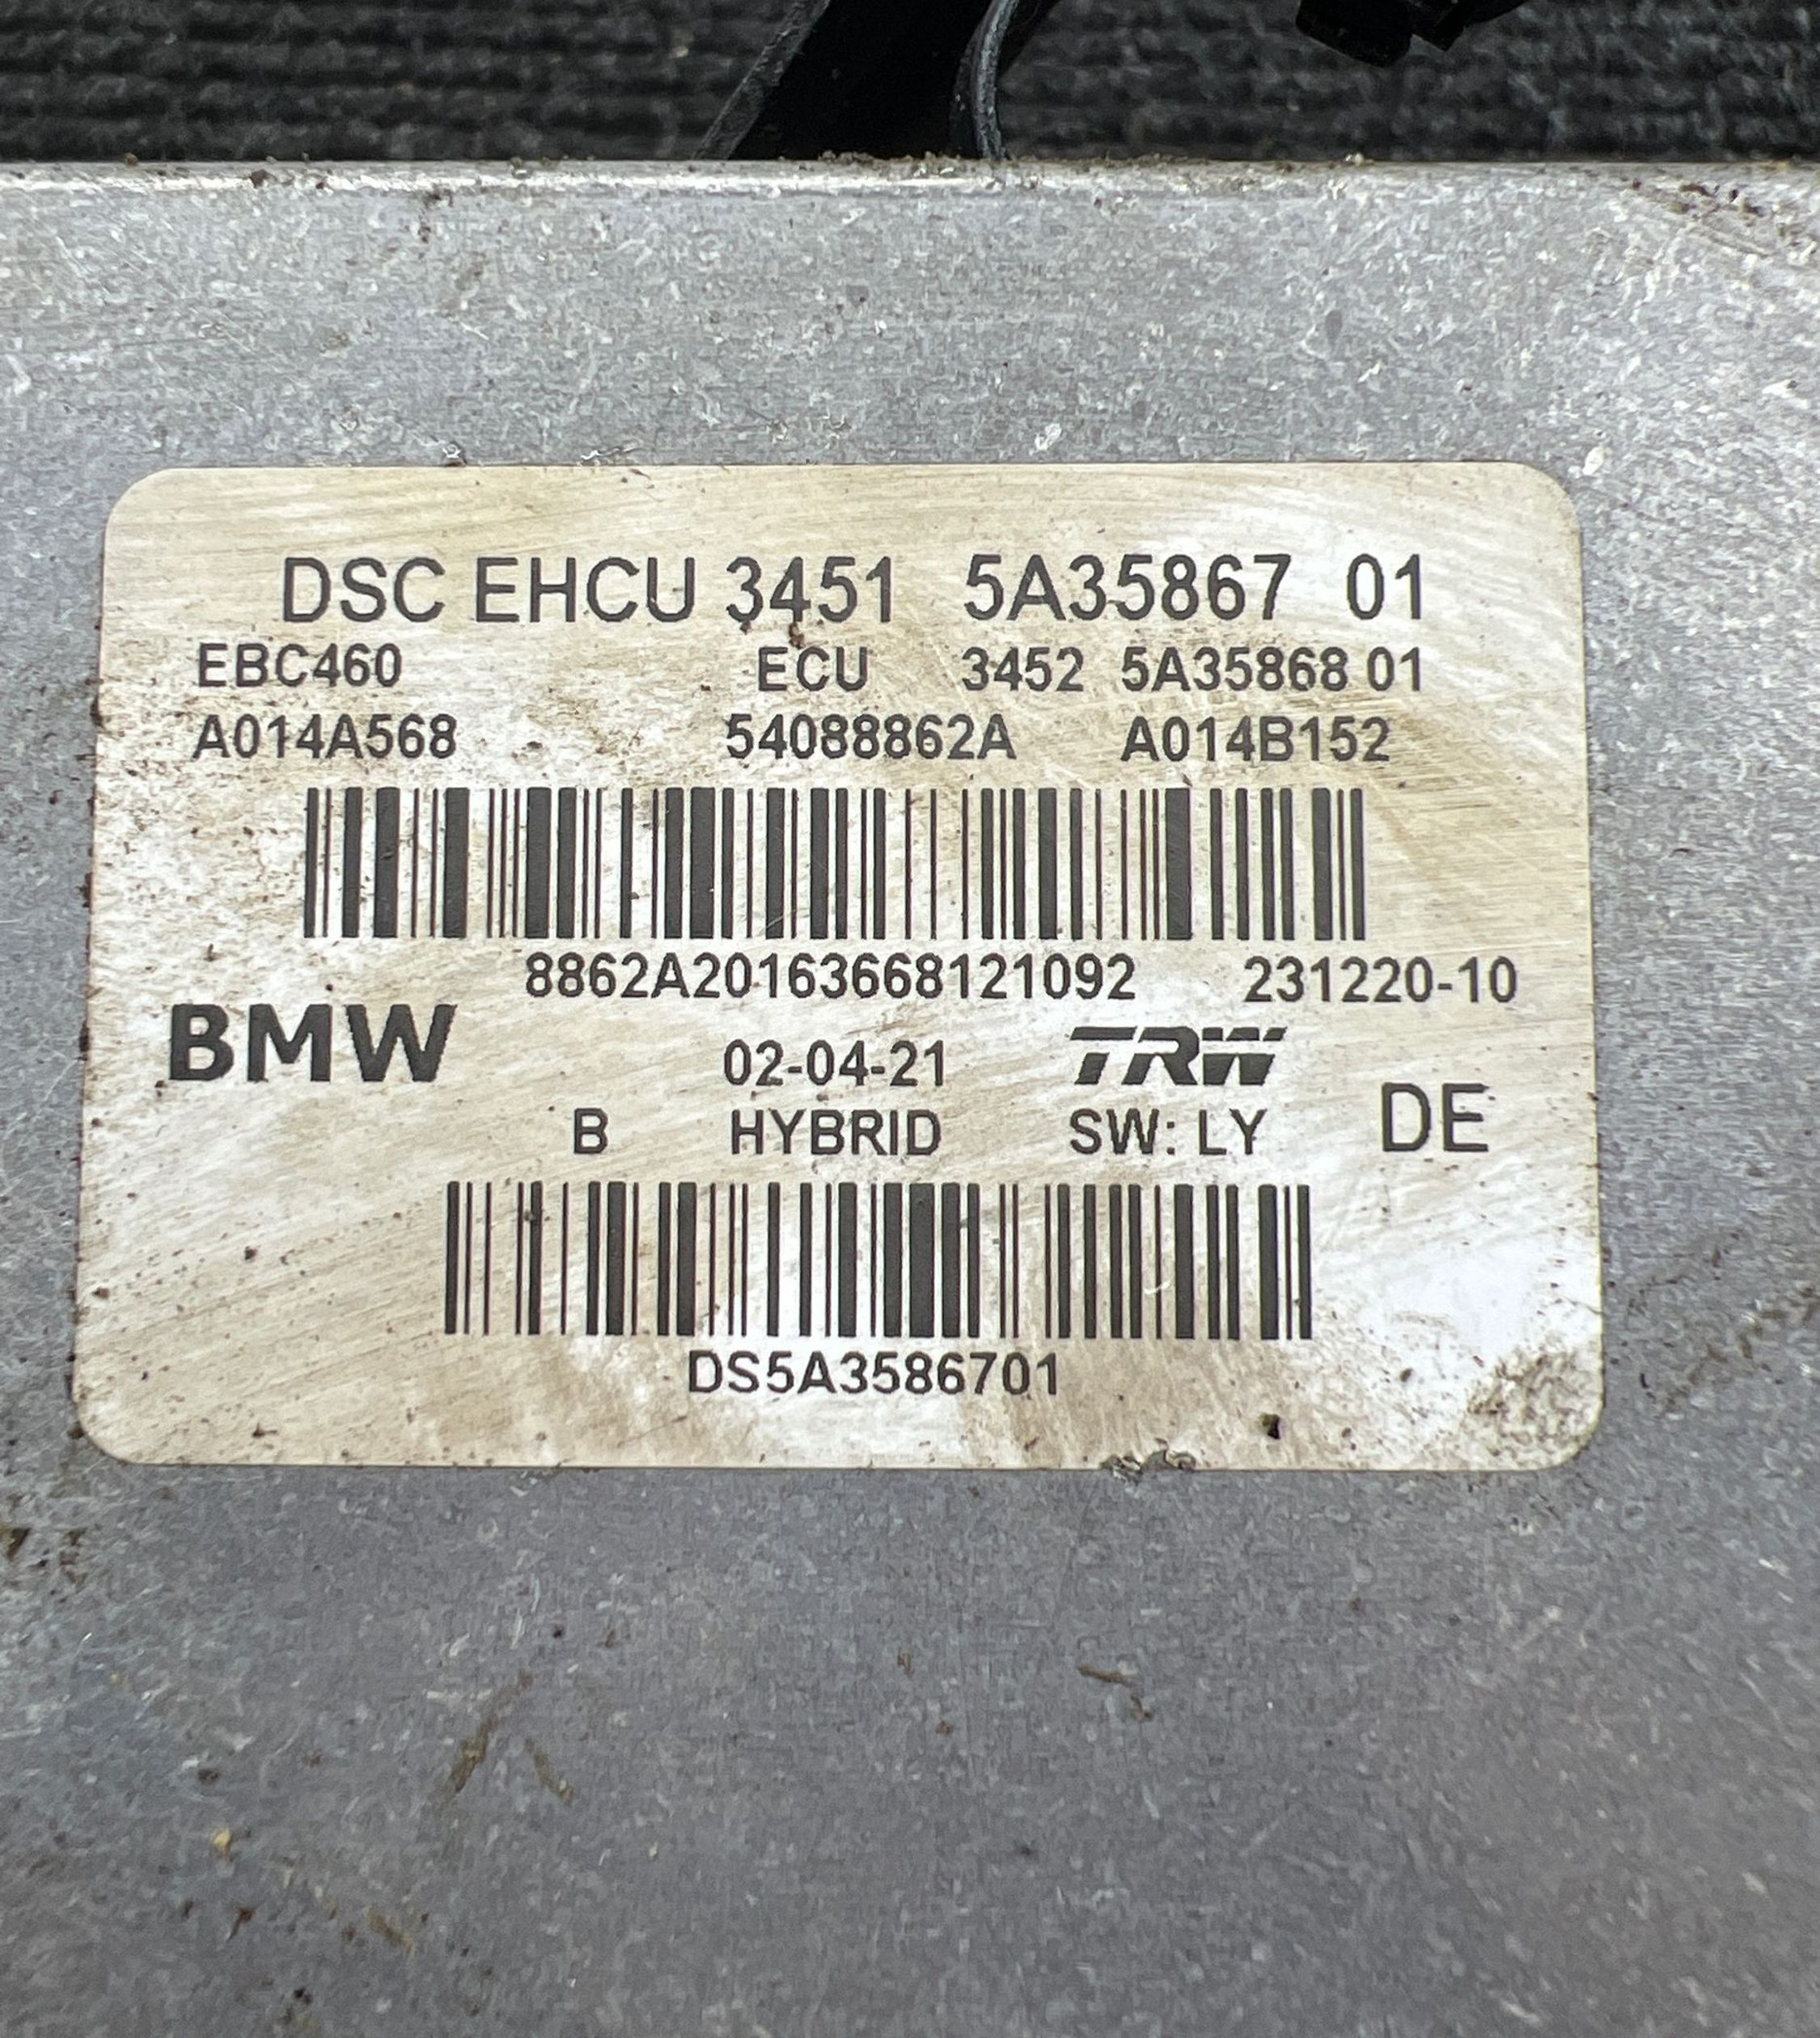 DSC EHCU 3451 5A35867 01
EBC460 ECU 3452 5A35868 01
A014A568 54088862A A014B152
8862A20163668121092 231220-10
BMW 02-04-21 TRW
B HYBRID SW: LY DE
DS5A3586701